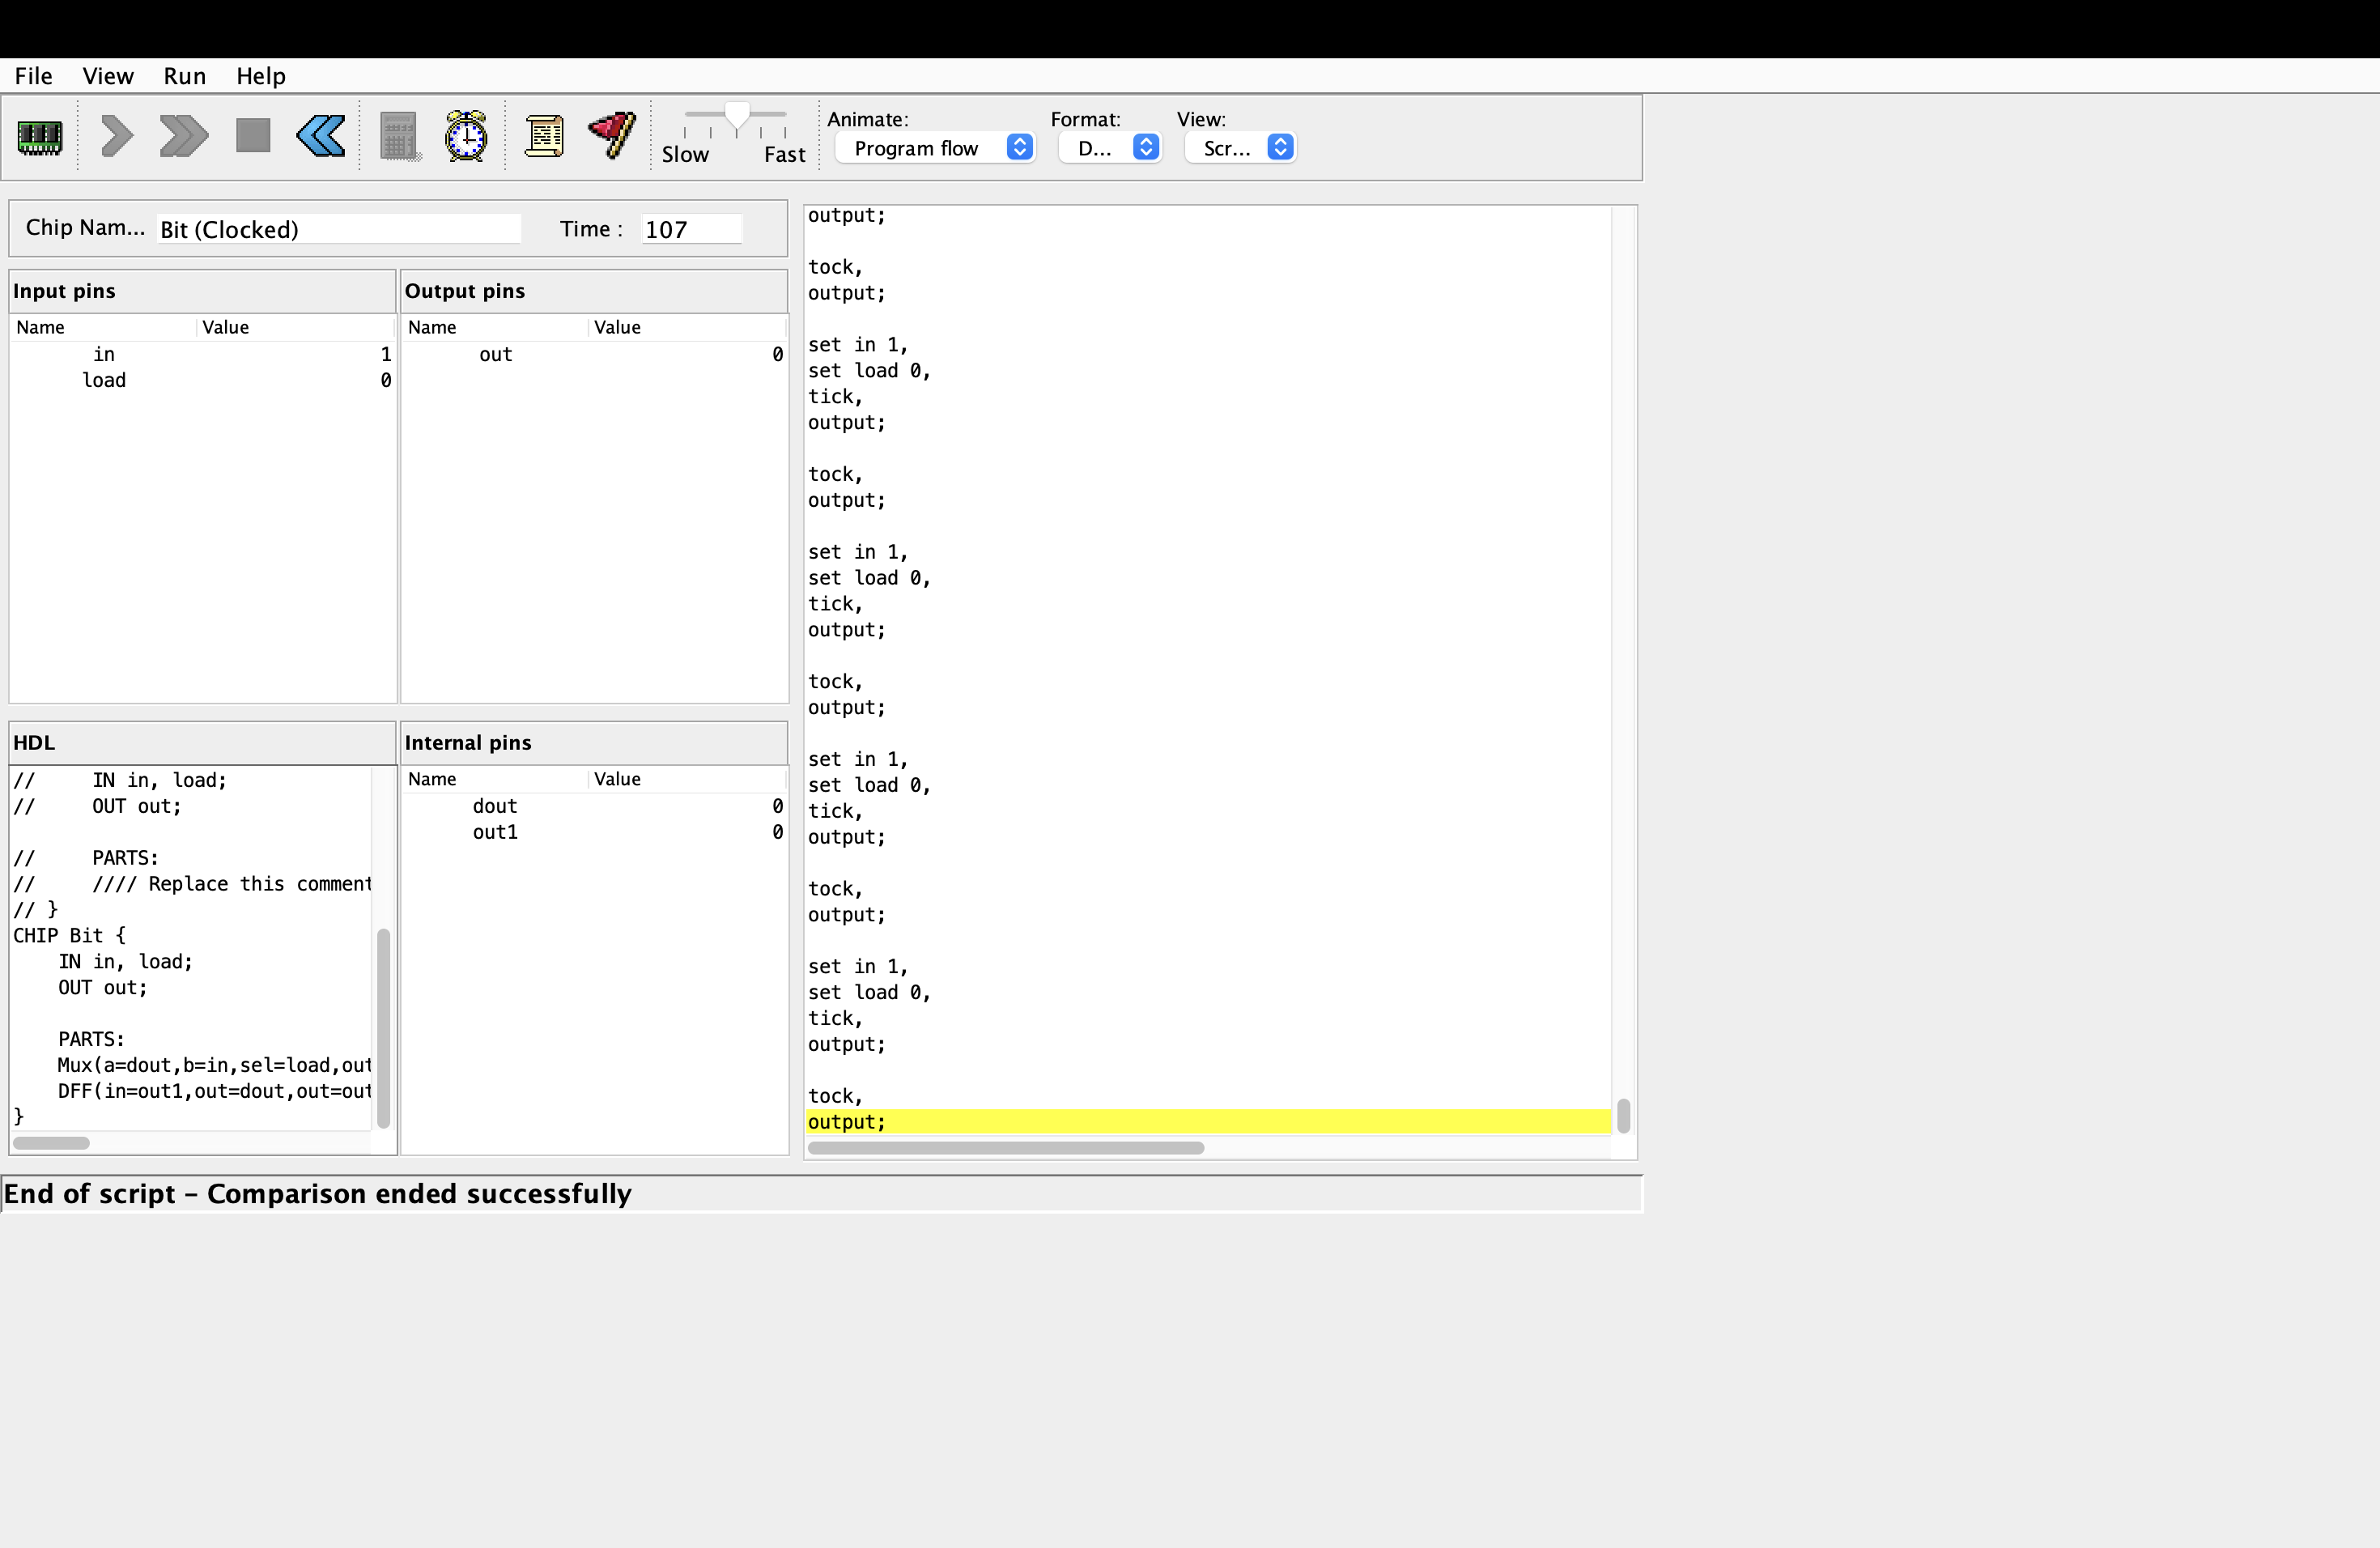 File View Run Help
Slow Fast
Animate: Format: View:
Program flow D... Scr...
Chip Nam... Bit (Clocked) Time : 107
Input pins
Name Value
in 1
load 0
Output pins
Name Value
out 0
HDL
//     IN in, load;
//     OUT out;
//     PARTS:
//     //// Replace this comment
// }
CHIP Bit {
    IN in, load;
    OUT out;
    PARTS:
    Mux(a=dout,b=in,sel=load,out
    DFF(in=out1,out=dout,out=out
}
Internal pins
Name Value
dout 0
out1 0
output;
tock,
output;
set in 1,
set load 0,
tick,
output;
tock,
output;
set in 1,
set load 0,
tick,
output;
tock,
output;
set in 1,
set load 0,
tick,
output;
tock,
output;
set in 1,
set load 0,
tick,
output;
tock,
output;
End of script – Comparison ended successfully